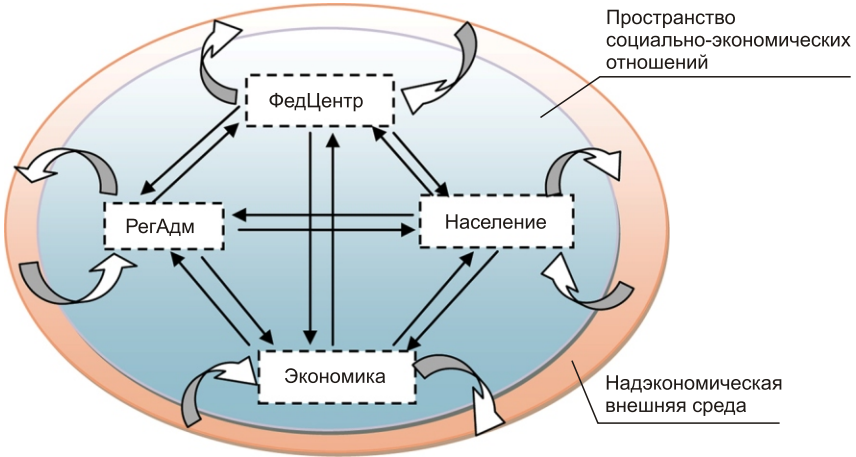 Пространство
социально-экономических
отношений
ФедЦентр
РегАдм
Население
Экономика
Надэкономическая
внешняя среда